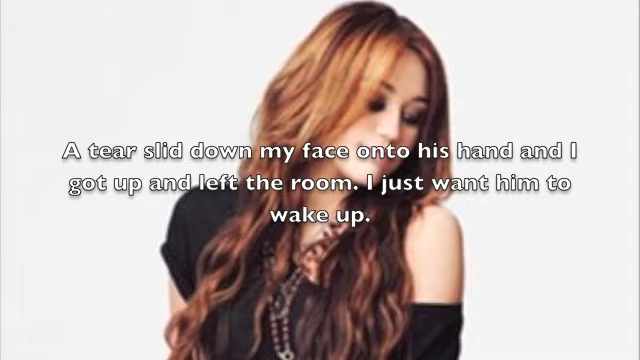 A tear slid down my face onto his hand and I
got up and left the room. I just want him to
wake up.